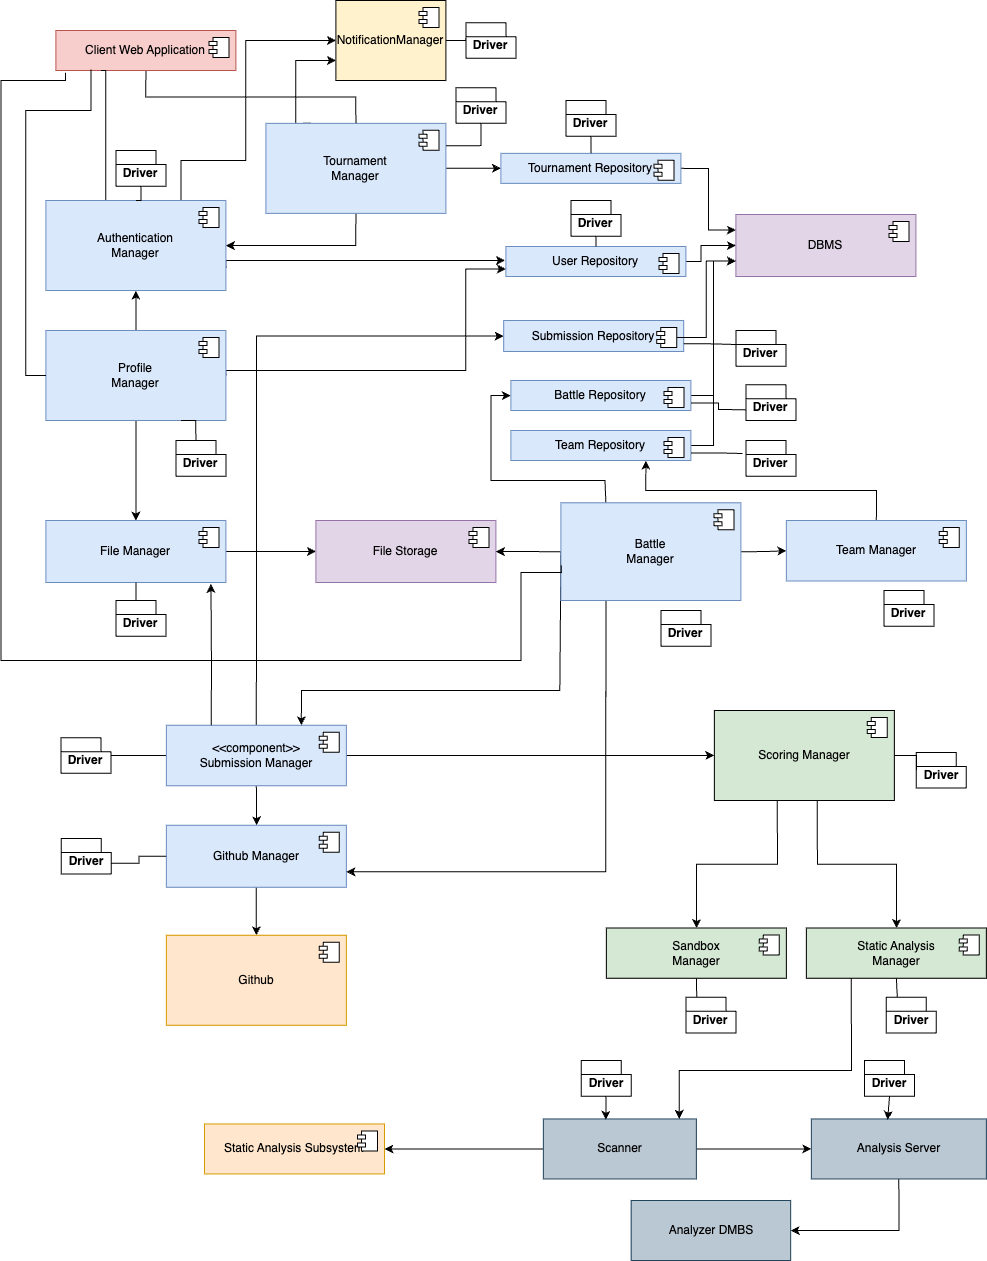 NotificationManager
Driver
Client Web Application
Driver
Driver
Tournament
Manager
Tournament Repository
Driver
Driver
Authentication
Manager
DBMS
User Repository
Submission Repository
Driver
Profile
Manager
Battle Repository
Driver
Team Repository
Driver
Driver
File Manager
File Storage
Battle
Manager
Team Manager
Driver
Driver
Driver
<<component>>
Submission Manager
Driver
Scoring Manager
Driver
Github Manager
Driver
Sandbox
Manager
Static Analysis
Manager
Github
Driver
Driver
Driver
Driver
Static Analysis Subsystem
Scanner
Analysis Server
Analyzer DMBS